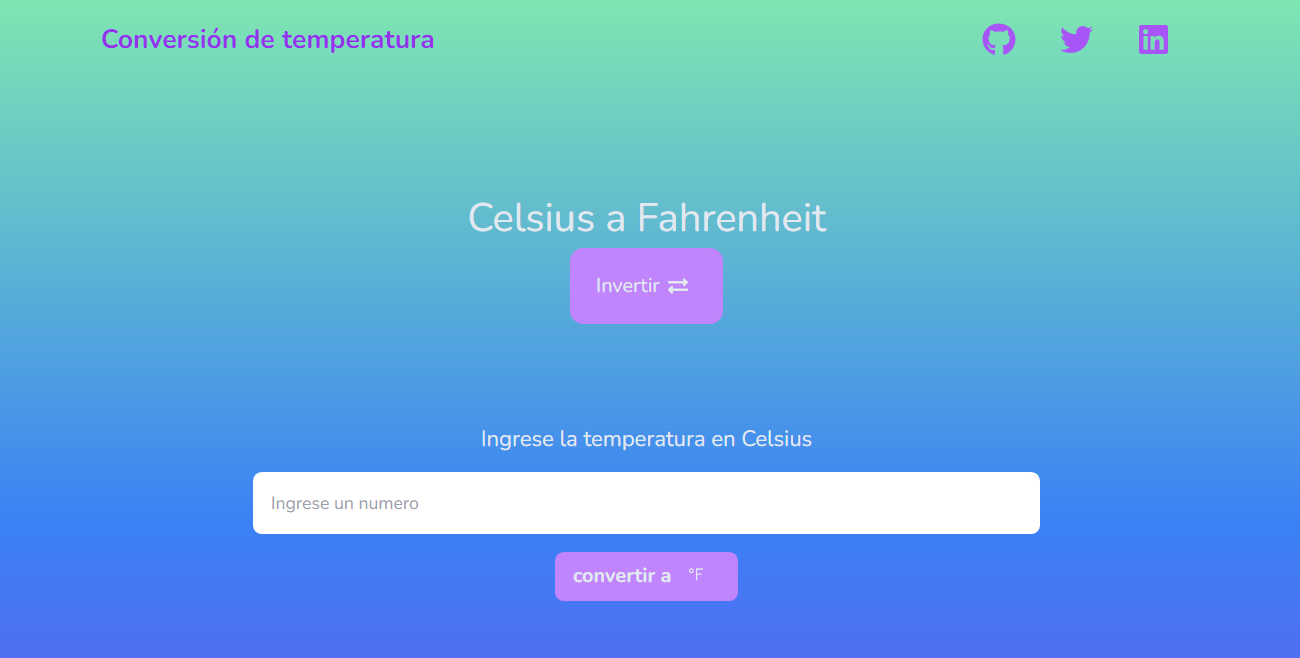 Conversión de temperatura
Celsius a Fahrenheit
Invertir
Ingrese la temperatura en Celsius
Ingrese un numero
convertir a °F